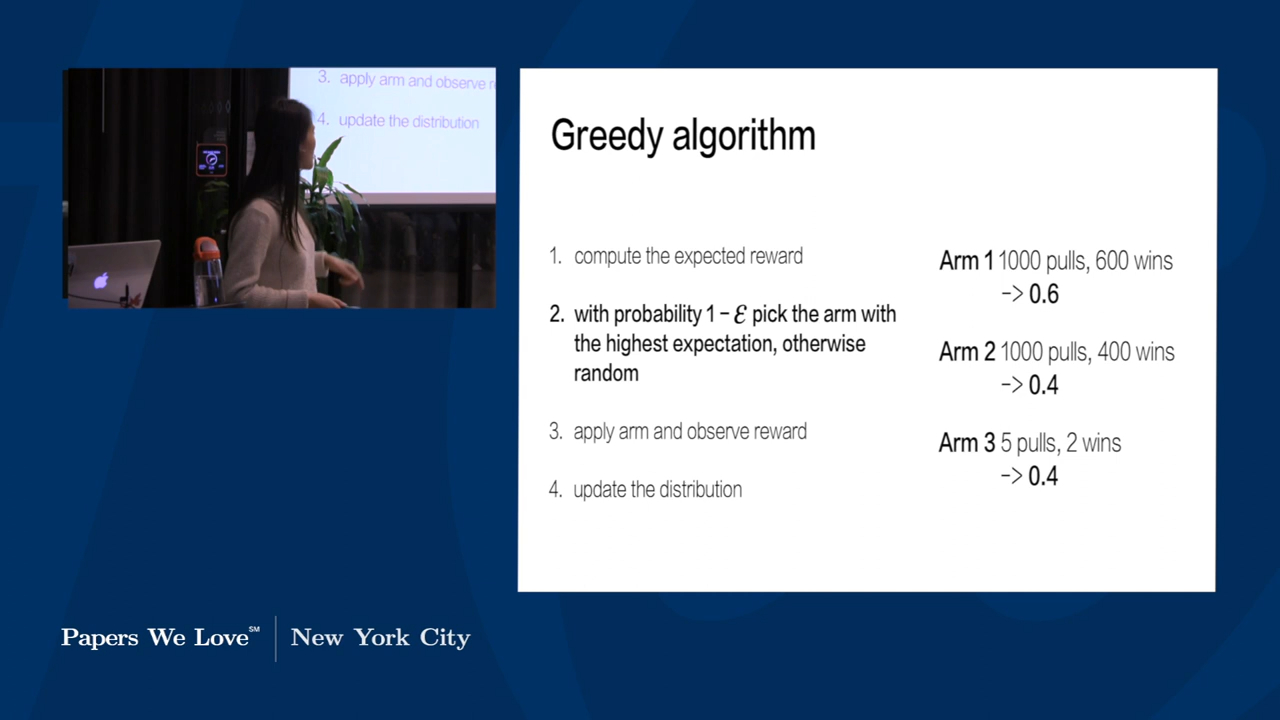 3. apply arm and observe
4. update the distribution
Greedy algorithm
1. compute the expected reward
2. with probability 1 − ℰ pick the arm with
the highest expectation, otherwise
random
3. apply arm and observe reward
4. update the distribution
Arm 1 1000 pulls, 600 wins
−> 0.6
Arm 2 1000 pulls, 400 wins
−> 0.4
Arm 3 5 pulls, 2 wins
−> 0.4
Papers We Love℠ | New York City